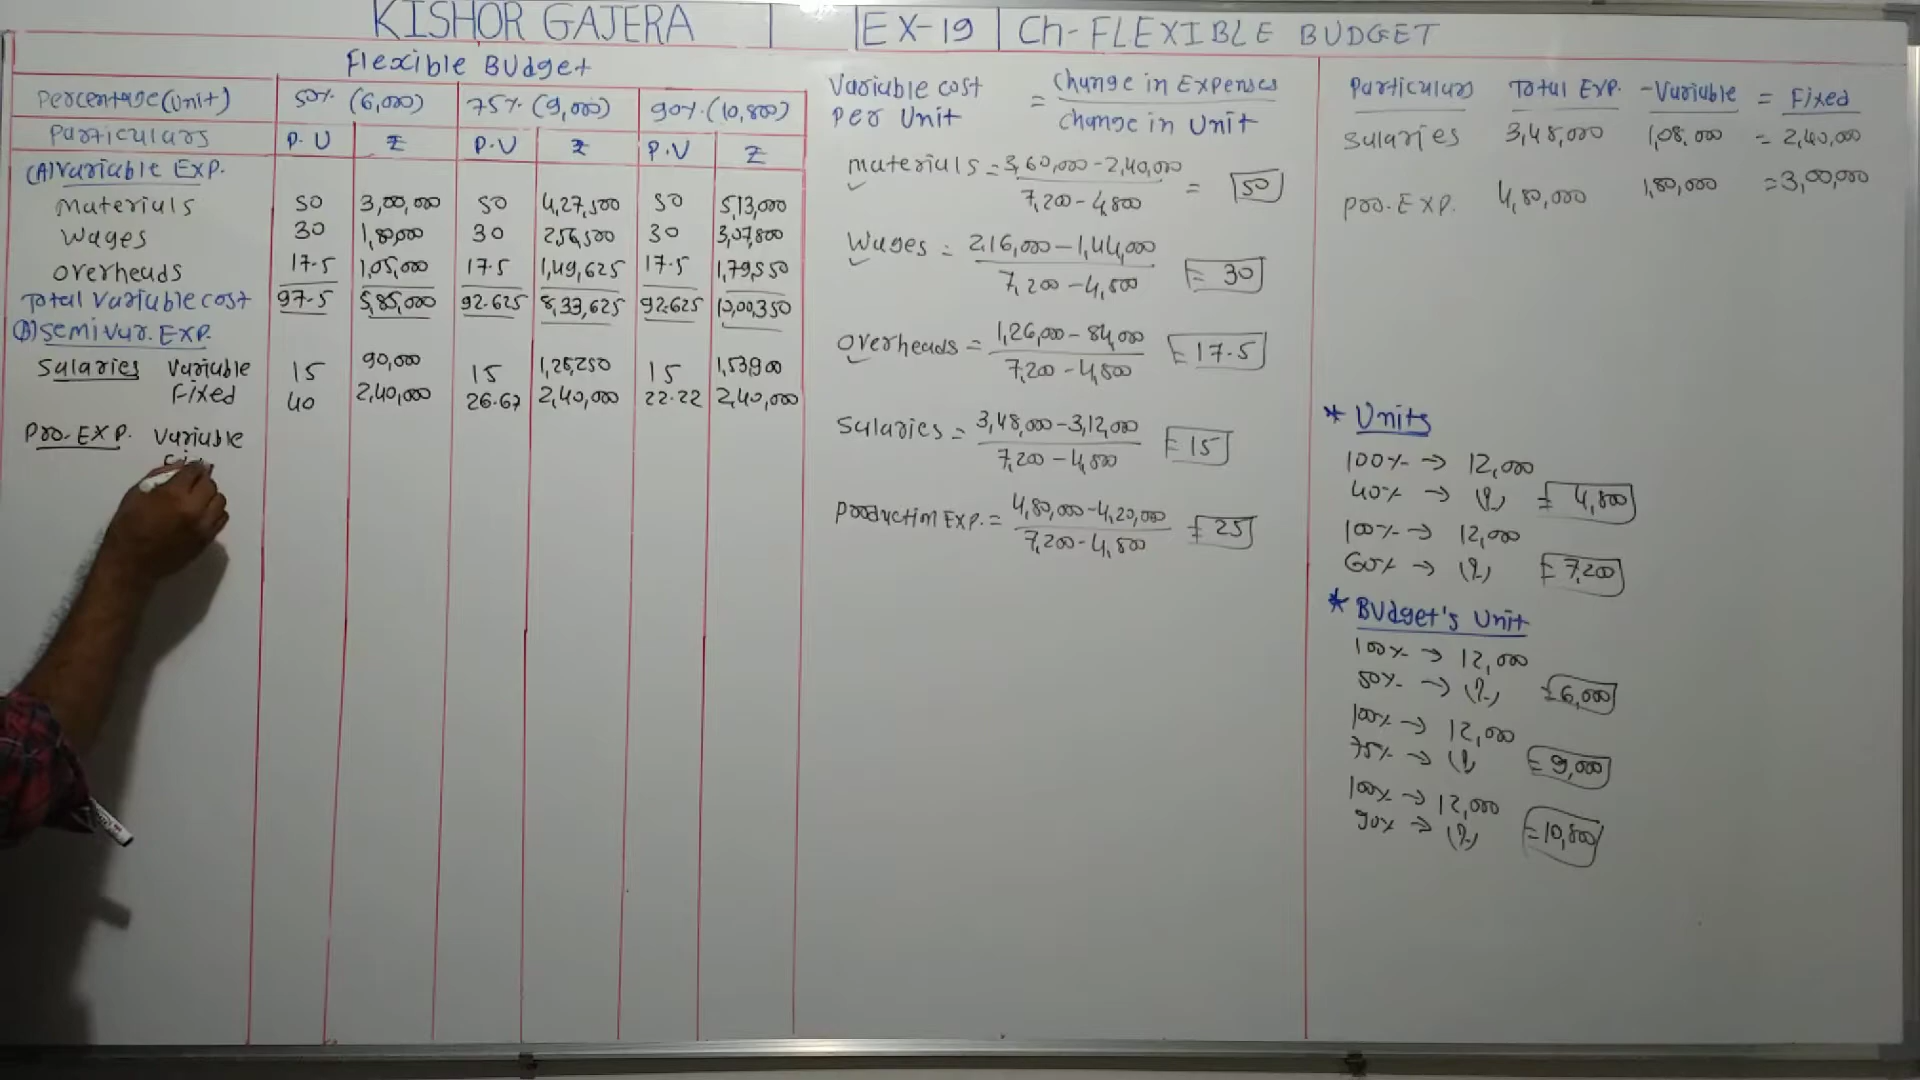 KISHOR GAJERA EX-19 Ch-FLEXIBLE BUDGET
Flexible Budget
Percentage(Unit) 50% (6,000) 75% (9,000) 90% (10,800)
Particulars P.U ₹ P.U ₹ P.U ₹
(A) Variable Exp.
Materials 50 3,00,000 50 4,27,500 50 5,13,000
Wages 30 1,80,000 30 2,56,500 30 3,07,800
Overheads 17.5 1,05,000 17.5 1,49,625 17.5 1,79,550
Total Variable cost 97.5 5,85,000 92.625 8,33,625 92.625 10,00,350
(B) Semi var. Exp.
Salaries Variable 15 90,000 15 1,28,250 15 1,53,900
Fixed 40 2,40,000 26.67 2,40,000 22.22 2,40,000
Pro. Exp. Variable
Variable cost Per Unit = Change in Expenses
Change in Unit
Materials = 3,60,000 - 2,40,000 = 50
7,200 - 4,800
Wages = 2,16,000 - 1,44,000 = 30
7,200 - 4,800
Overheads = 1,26,000 - 84,000 = 17.5
7,200 - 4,800
Salaries = 3,48,000 - 3,12,000 = 15
7,200 - 4,800
Production Exp. = 4,80,000 - 4,20,000 = 25
7,200 - 4,800
Particulars Total Exp. - Variable = Fixed
Salaries 3,48,000 1,08,000 = 2,40,000
Pro. Exp. 4,80,000 1,80,000 = 3,00,000
* Units
100% → 12,000
40% → (?) = 4,800
100% → 12,000
60% → (?) = 7,200
* Budget's Unit
100% → 12,000
50% → (?) = 6,000
100% → 12,000
75% → (?) = 9,000
100% → 12,000
90% → (?) = 10,800